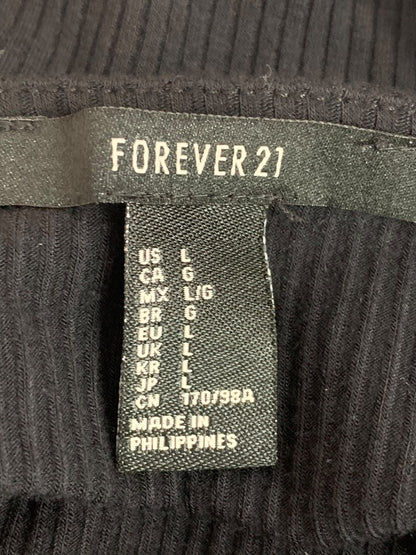 FOREVER 21
US L
CA G
MX L/G
BR G
EU L
UK L
KR L
JP L
CN 170/98A
MADE IN
PHILIPPINES